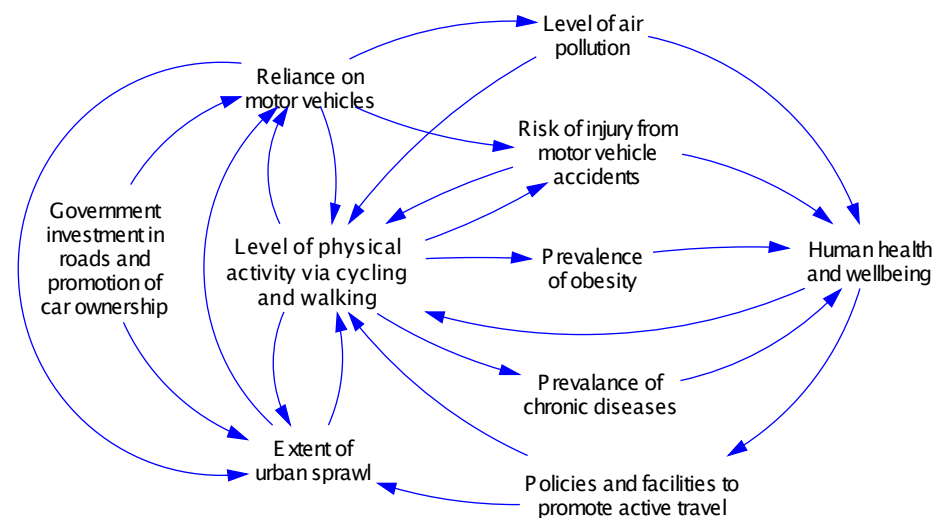 Level of air
pollution
Reliance on
motor vehicles
Risk of injury from
motor vehicle
accidents
Government
investment in
roads and
promotion of
car ownership
Level of physical
activity via cycling
and walking
Prevalence
of obesity
Human health
and wellbeing
Prevalance of
chronic diseases
Extent of
urban sprawl
Policies and facilities to
promote active travel